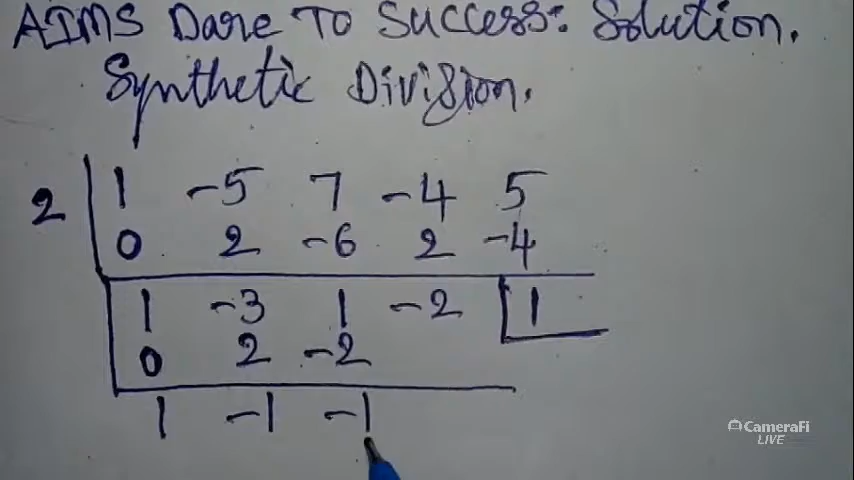 AIMS Dare To Success: Solution.
Synthetic Division.
2 1 -5 7 -4 5
0 2 -6 2 -4
1 -3 1 -2 1
0 2 -2
1 -1 -1
CameraFi
LIVE